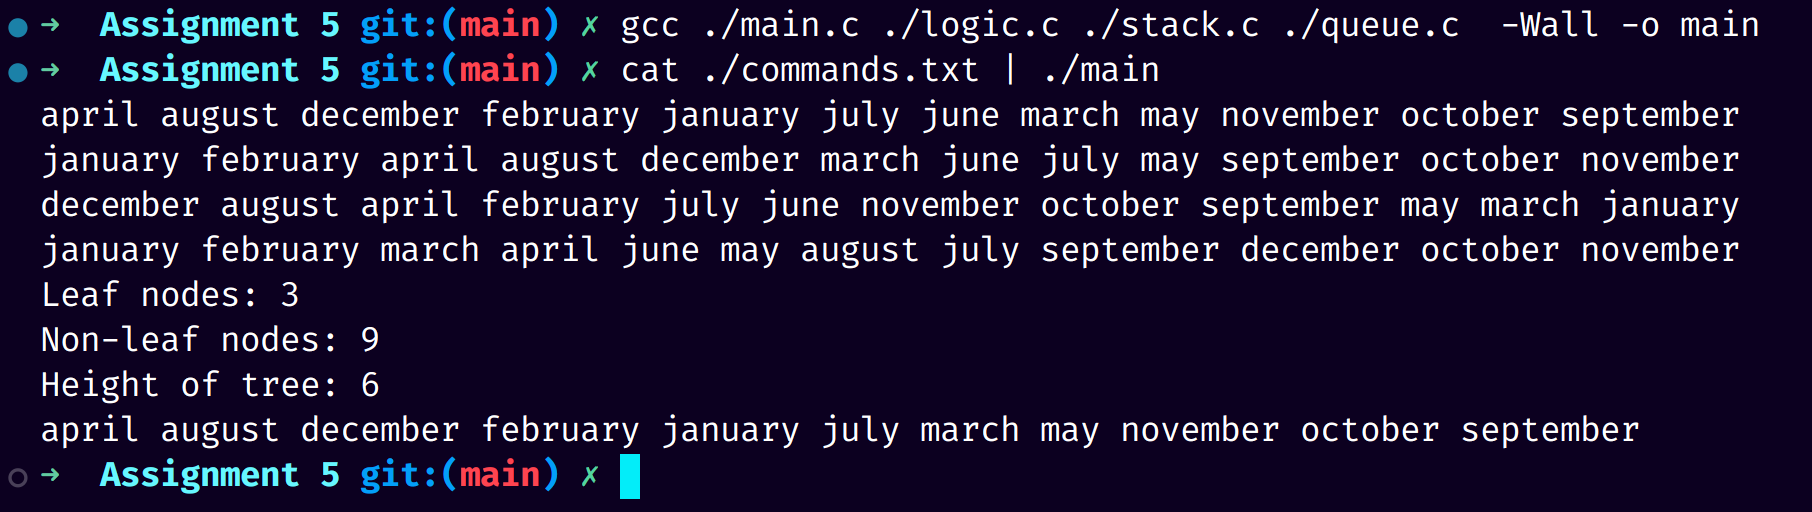 ➜  Assignment 5 git:(main) ✗ gcc ./main.c ./logic.c ./stack.c ./queue.c  -Wall -o main
➜  Assignment 5 git:(main) ✗ cat ./commands.txt | ./main
april august december february january july june march may november october september
january february april august december march june july may september october november
december august april february july june november october september may march january
january february march april june may august july september december october november
Leaf nodes: 3
Non-leaf nodes: 9
Height of tree: 6
april august december february january july march may november october september
➜  Assignment 5 git:(main) ✗